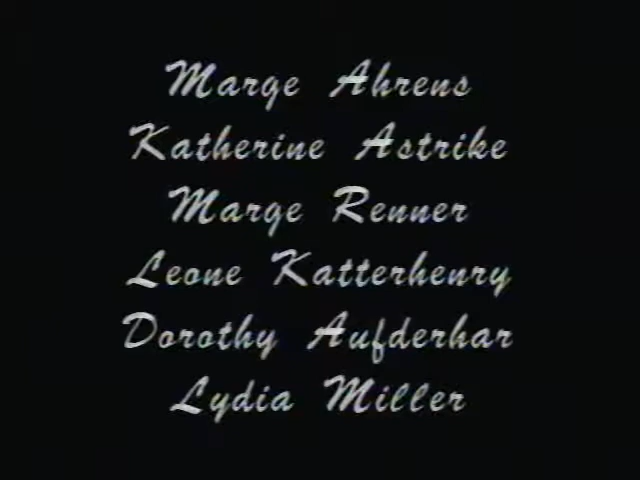 Marge Ahrens
Katherine Astrike
Marge Renner
Leone Katterhenry
Dorothy Aufderhar
Lydia Miller